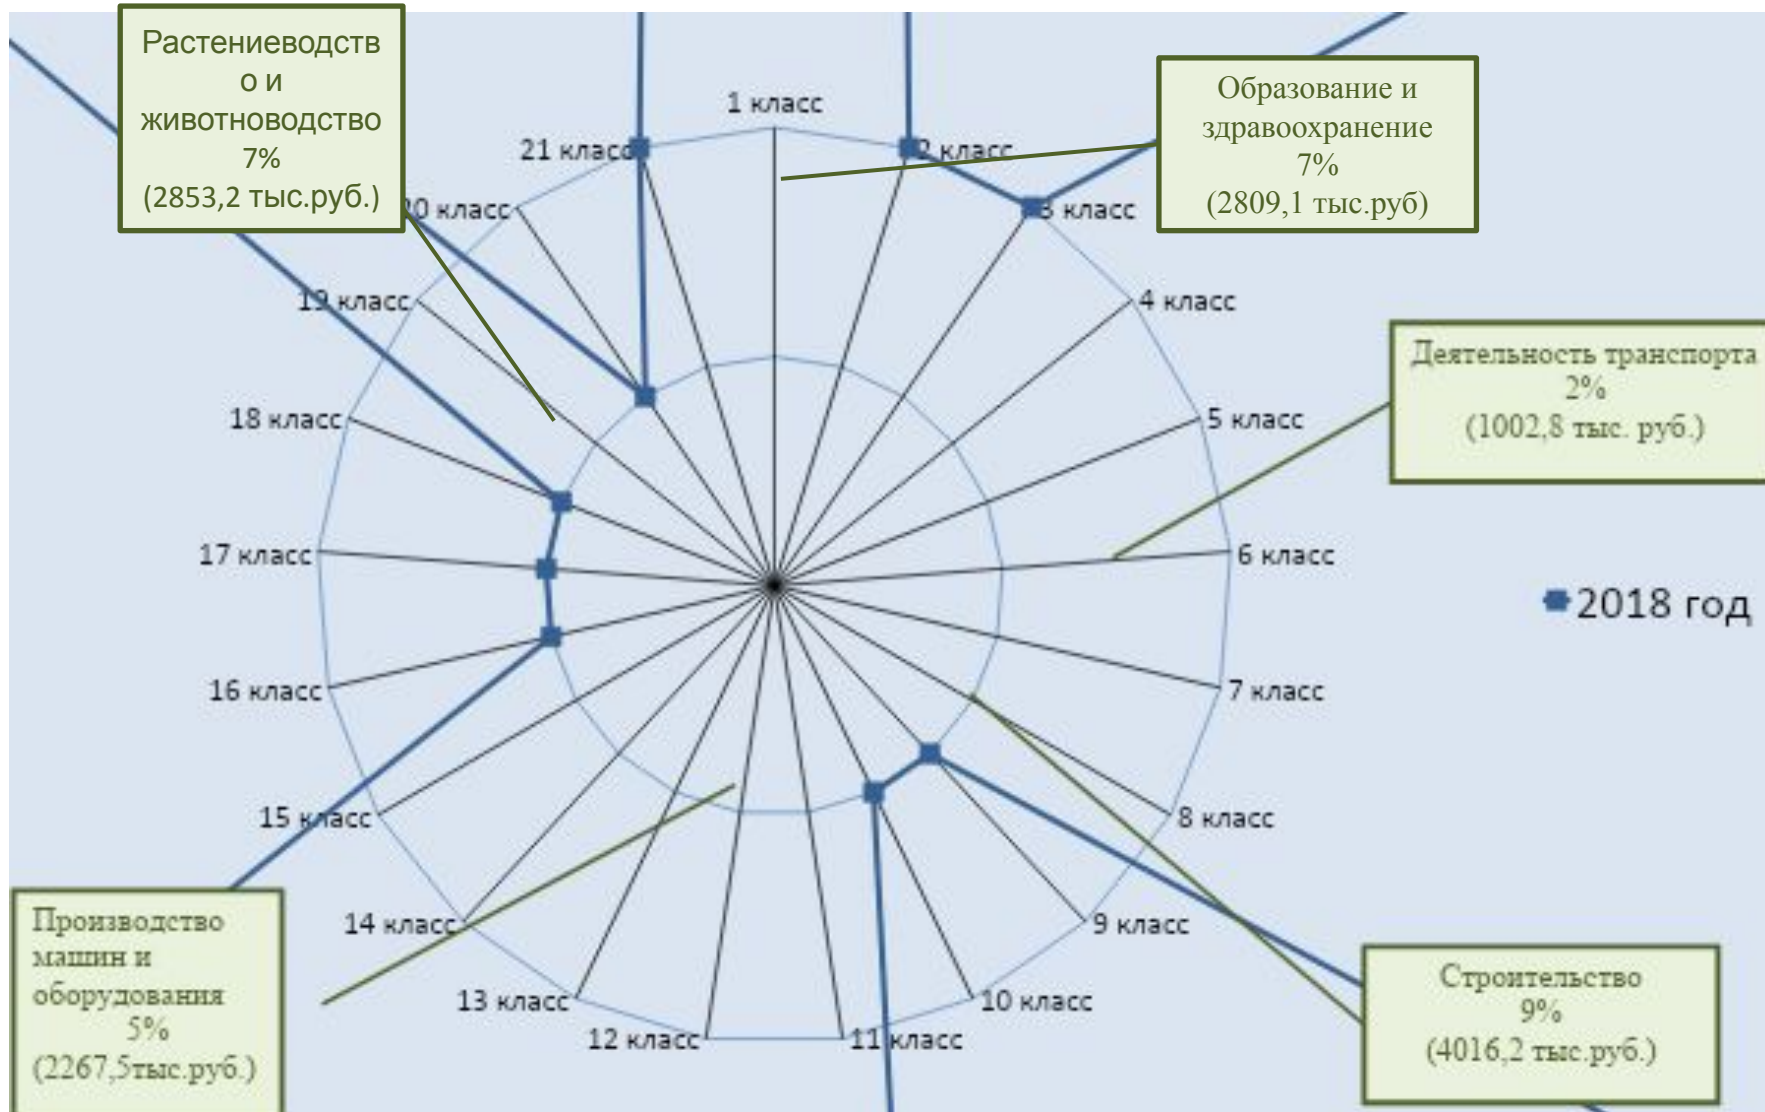 Растениеводств
о и
животноводство
7%
(2853,2 тыс.руб.)
Образование и
здравоохранение
7%
(2809,1 тыс.руб)
1 класс
2 класс
3 класс
4 класс
5 класс
6 класс
7 класс
8 класс
9 класс
10 класс
11 класс
12 класс
13 класс
14 класс
15 класс
16 класс
17 класс
18 класс
19 класс
20 класс
21 класс
Деятельность транспорта
2%
(1002,8 тыс. руб.)
2018 год
Производство
машин и
оборудования
5%
(2267,5тыс.руб.)
Строительство
9%
(4016,2 тыс.руб.)